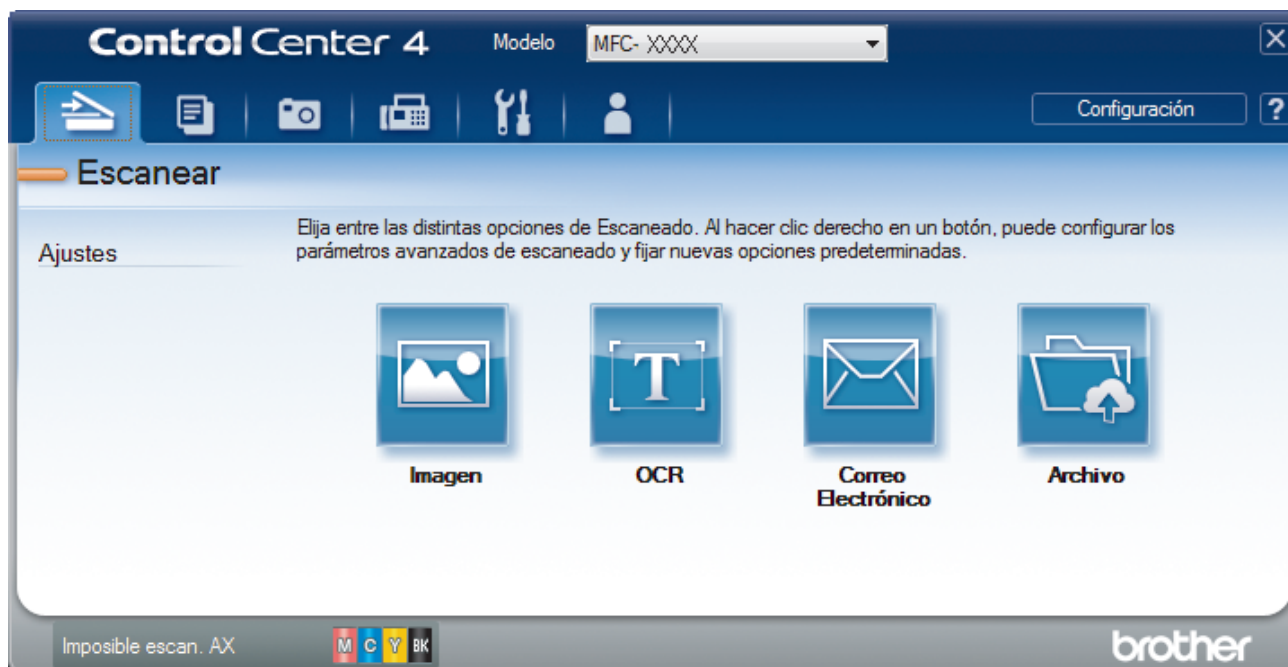 Control Center 4
Modelo
MFC- XXXX
Configuración
?
Escanear
Ajustes
Elija entre las distintas opciones de Escaneado. Al hacer clic derecho en un botón, puede configurar los
parámetros avanzados de escaneado y fijar nuevas opciones predeterminadas.
T
Imagen
OCR
Correo
Electrónico
Archivo
Imposible escan. AX
M C Y BK
brother